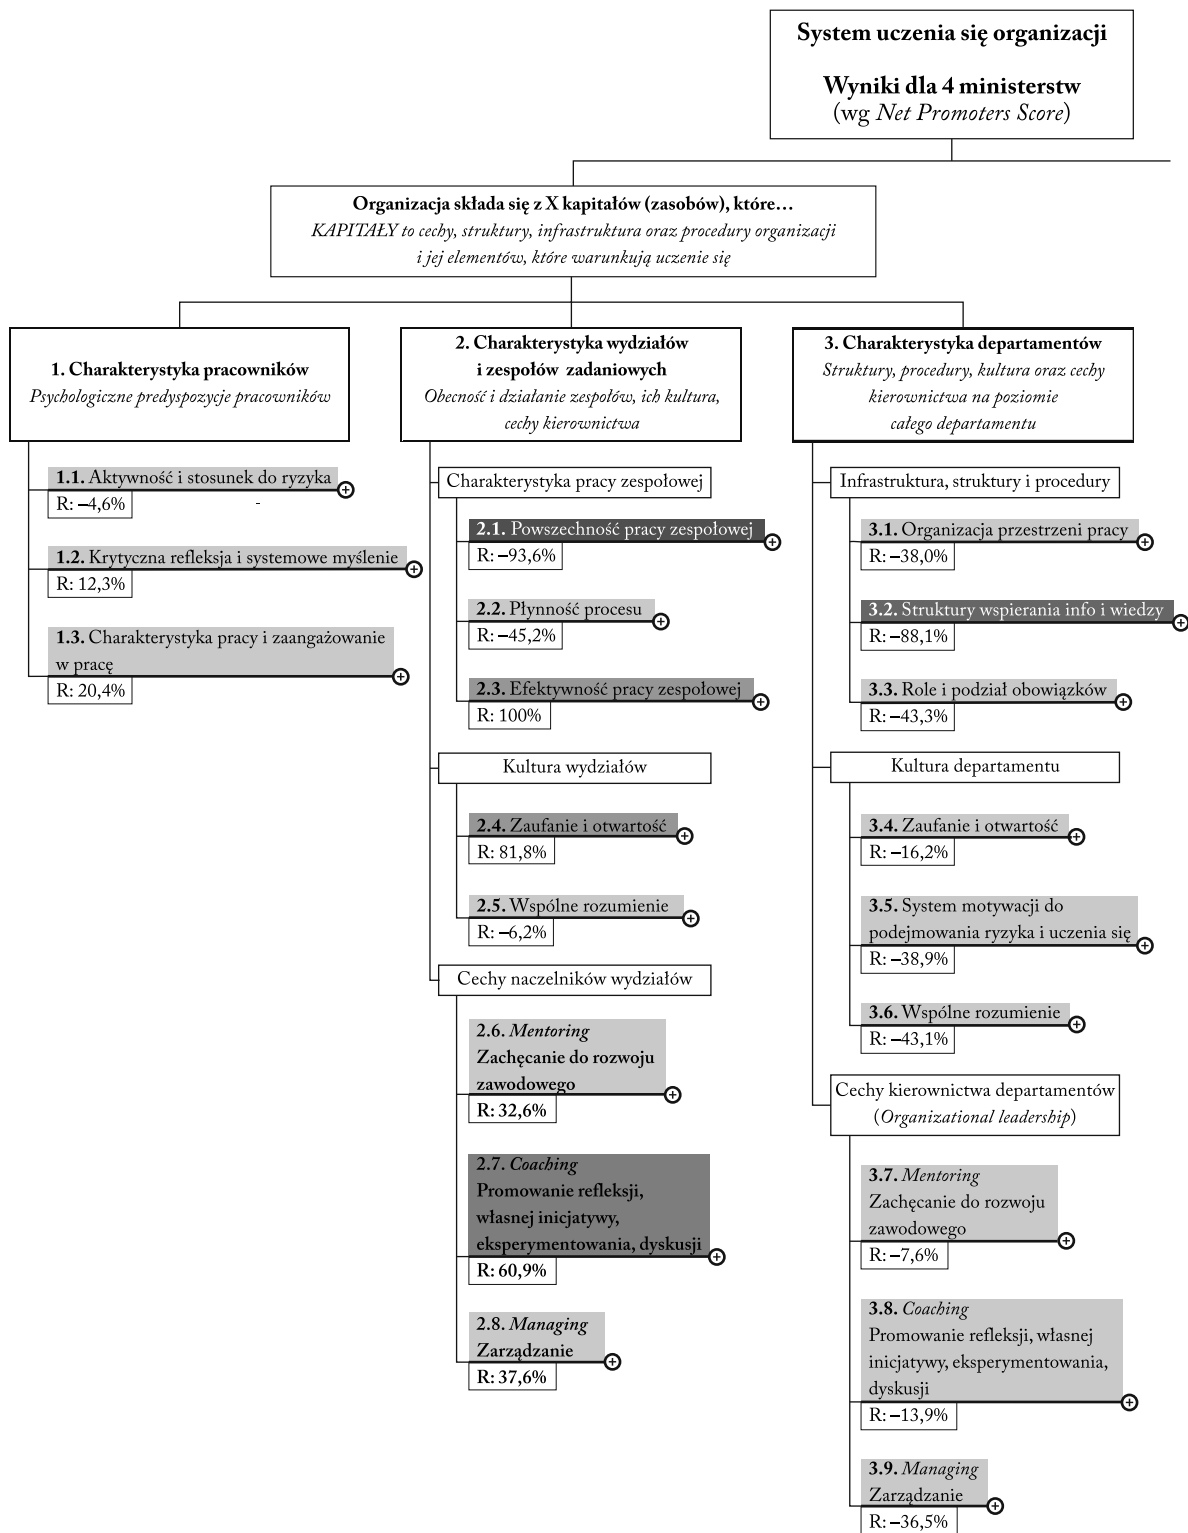 System uczenia się organizacji
Wyniki dla 4 ministerstw
(wg Net Promoters Score)
Organizacja składa się z X kapitałów (zasobów), które…
KAPITAŁY to cechy, struktury, infrastruktura oraz procedury organizacji
i jej elementów, które warunkują uczenie się
1. Charakterystyka pracowników
Psychologiczne predyspozycje pracowników
1.1. Aktywność i stosunek do ryzyka
R: –4,6%
-
1.2. Krytyczna refleksja i systemowe myślenie
R: 12,3%
1.3. Charakterystyka pracy i zaangażowanie
w pracę
R: 20,4%
2. Charakterystyka wydziałów
i zespołów zadaniowych
Obecność i działanie zespołów, ich kultura,
cechy kierownictwa
Charakterystyka pracy zespołowej
2.1. Powszechność pracy zespołowej
R: –93,6%
2.2. Płynność procesu
R: –45,2%
2.3. Efektywność pracy zespołowej
R: 100%
Kultura wydziałów
2.4. Zaufanie i otwartość
R: 81,8%
2.5. Wspólne rozumienie
R: –6,2%
Cechy naczelników wydziałów
2.6. Mentoring
Zachęcanie do rozwoju
zawodowego
R: 32,6%
2.7. Coaching
Promowanie refleksji,
własnej inicjatywy,
eksperymentowania, dyskusji
R: 60,9%
2.8. Managing
Zarządzanie
R: 37,6%
3. Charakterystyka departamentów
Struktury, procedury, kultura oraz cechy
kierownictwa na poziomie
całego departamentu
Infrastruktura, struktury i procedury
3.1. Organizacja przestrzeni pracy
R: –38,0%
3.2. Struktury wspierania info i wiedzy
R: –88,1%
3.3. Role i podział obowiązków
R: –43,3%
Kultura departamentu
3.4. Zaufanie i otwartość
R: –16,2%
3.5. System motywacji do
podejmowania ryzyka i uczenia się
R: –38,9%
3.6. Wspólne rozumienie
R: –43,1%
Cechy kierownictwa departamentów
(Organizational leadership)
3.7. Mentoring
Zachęcanie do rozwoju
zawodowego
R: –7,6%
3.8. Coaching
Promowanie refleksji, własnej
inicjatywy, eksperymentowania,
dyskusji
R: –13,9%
3.9. Managing
Zarządzanie
R: –36,5%